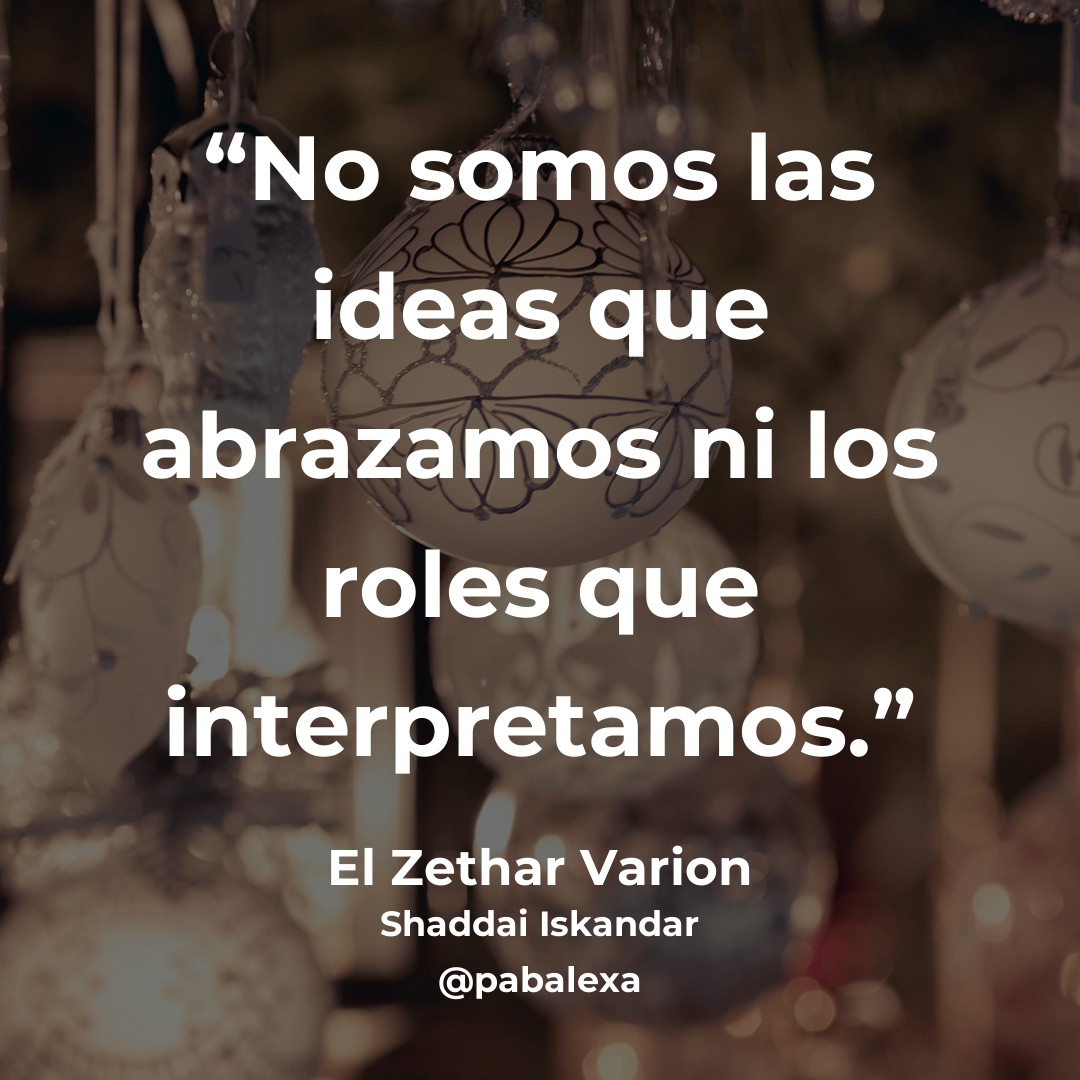 “No somos las
ideas que
abrazamos ni los
roles que
interpretamos.”
El Zethar Varion
Shaddai Iskandar
@pabalexa